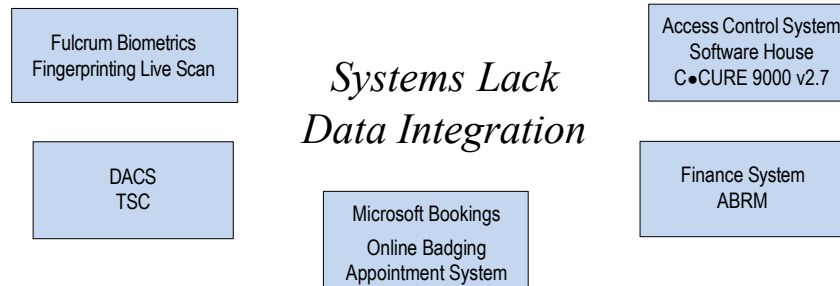 Fulcrum Biometrics
Fingerprinting Live Scan
Systems Lack
Data Integration
Access Control System
Software House
C●CURE 9000 v2.7
DACS
TSC
Microsoft Bookings
Online Badging
Appointment System
Finance System
ABRM